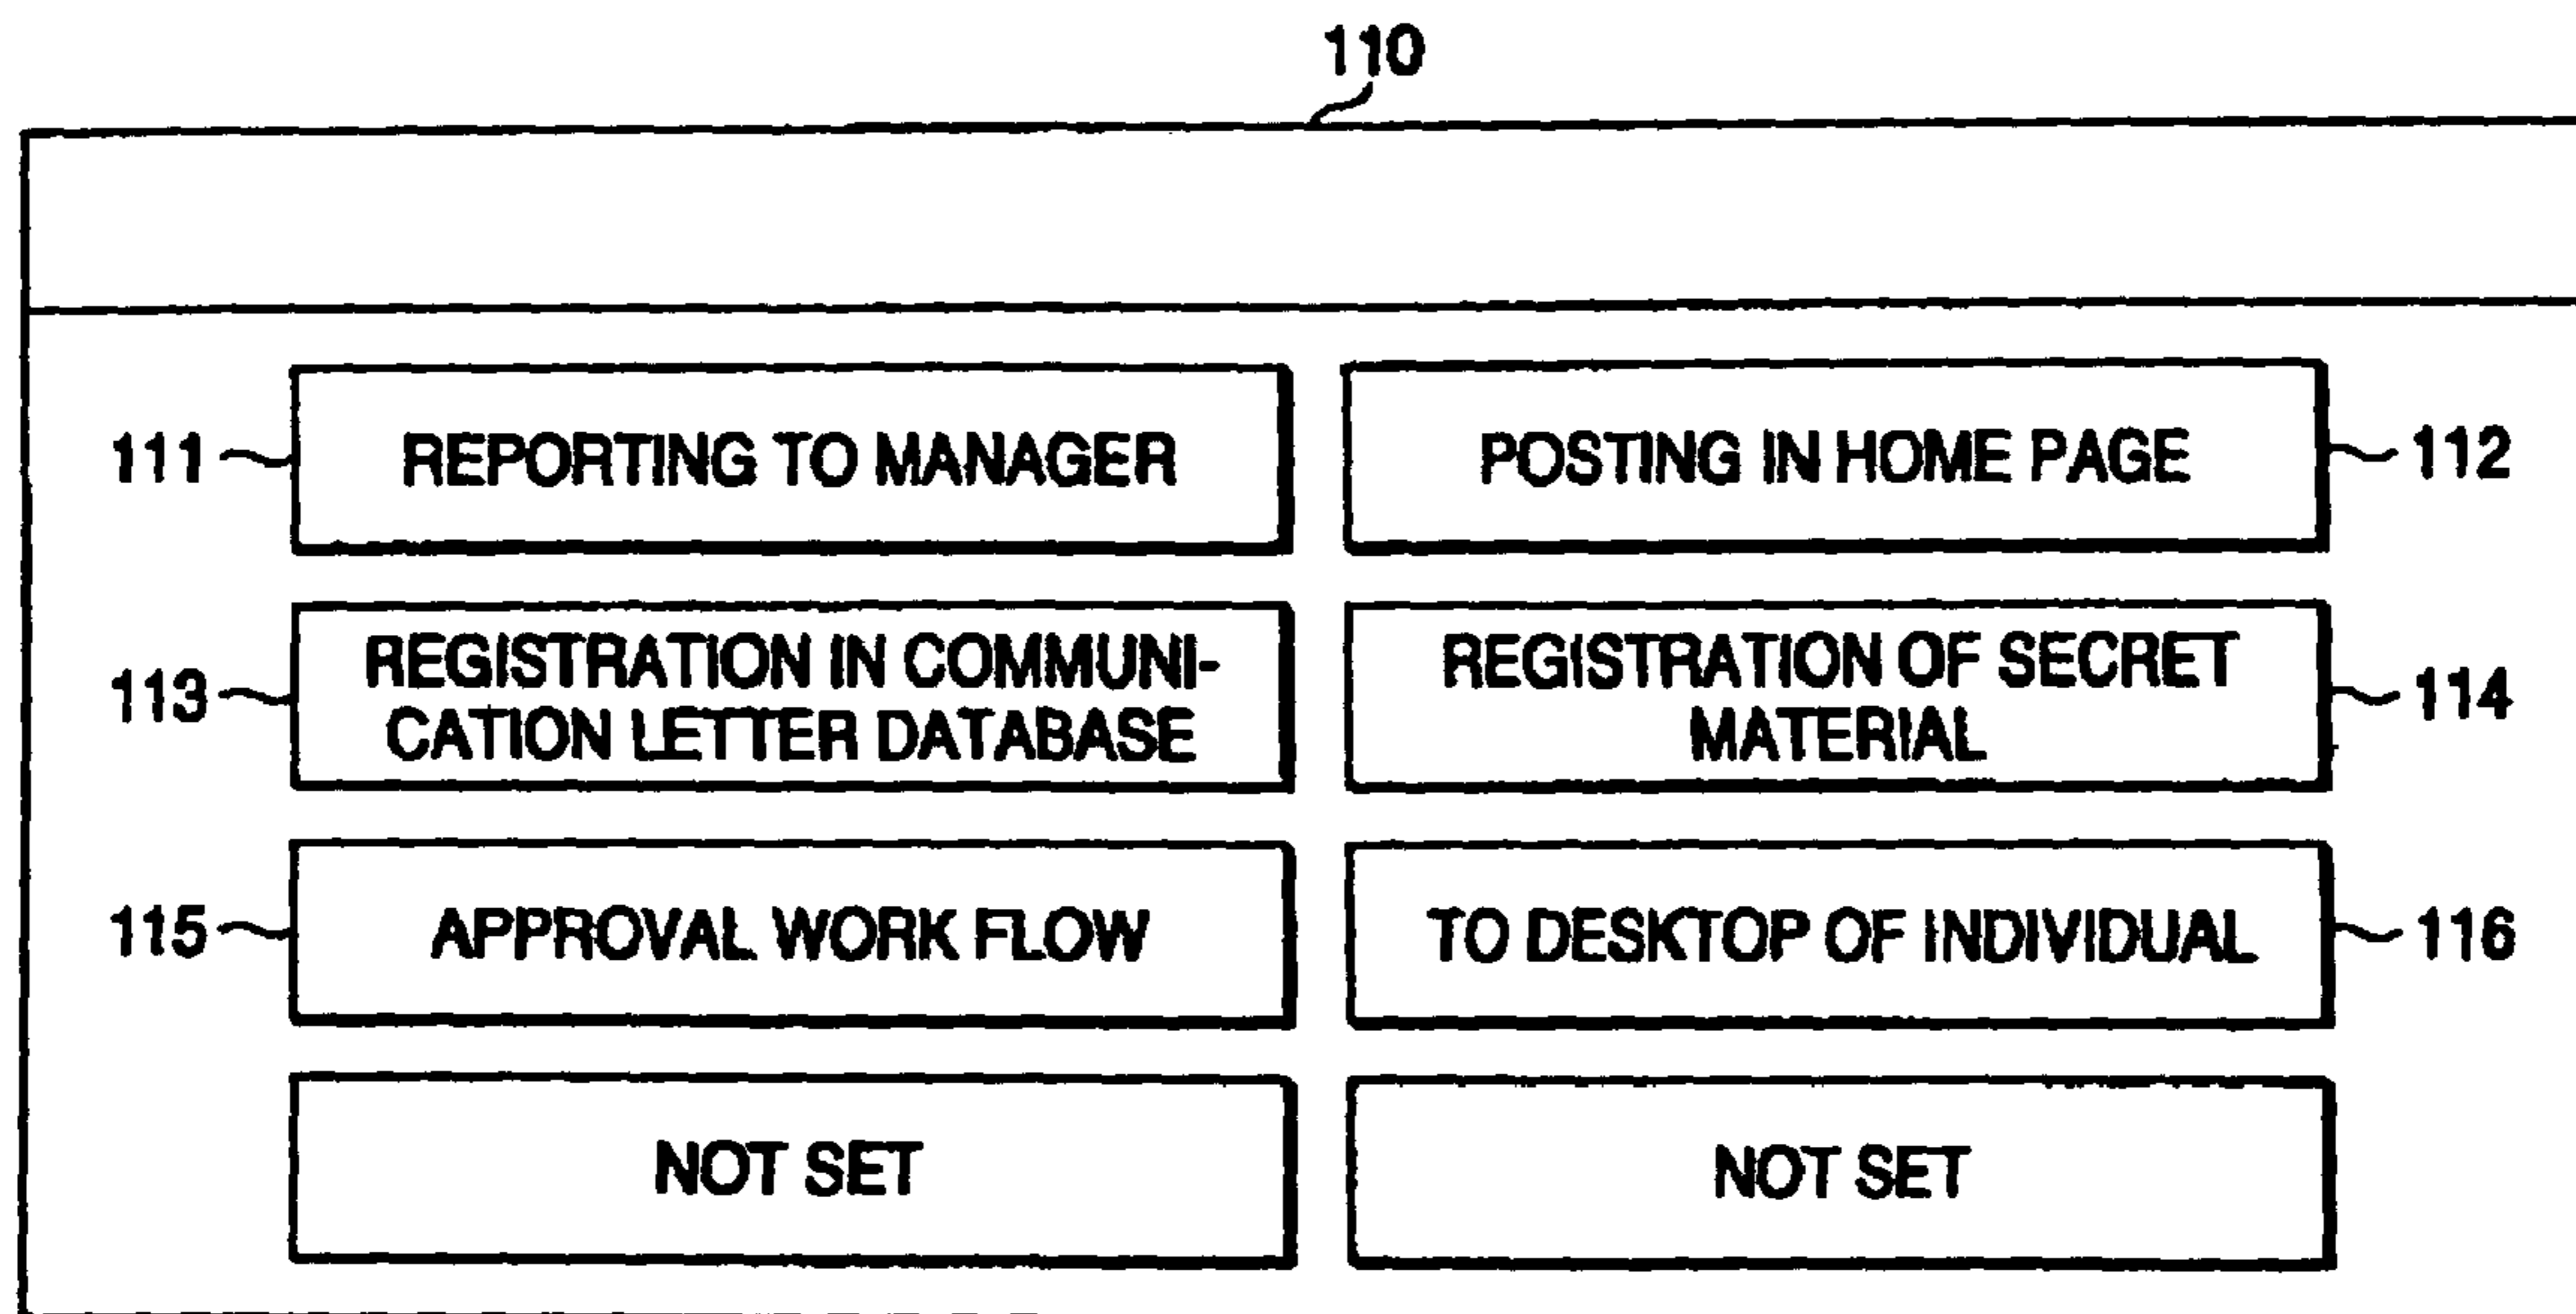 110
111 REPORTING TO MANAGER POSTING IN HOME PAGE 112
113 REGISTRATION IN COMMUNI-
CATION LETTER DATABASE
REGISTRATION OF SECRET
MATERIAL 114
115 APPROVAL WORK FLOW TO DESKTOP OF INDIVIDUAL 116
NOT SET NOT SET